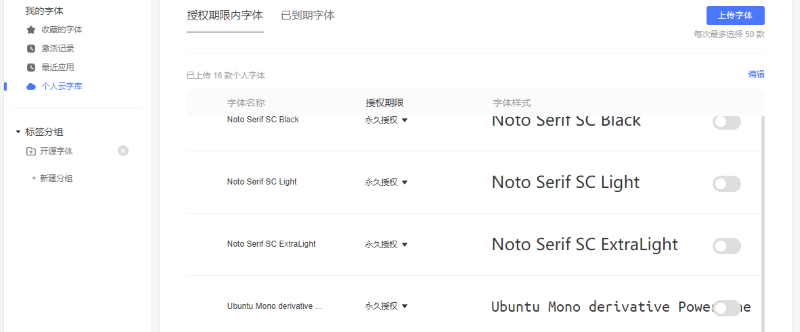 我的字体
收藏的字体
激活记录
最近应用
个人云字库
标签分组
开源字体
+ 新建分组
授权期限内字体 已到期字体
上传字体
每次最多选择 50 款
已上传 16 款个人字体 编辑
字体名称 授权期限 字体样式
Noto Serif SC Black 永久授权 Noto Serif SC Black
Noto Serif SC Light 永久授权 Noto Serif SC Light
Noto Serif SC ExtraLight 永久授权 Noto Serif SC ExtraLight
Ubuntu Mono derivative ... 永久授权 Ubuntu Mono derivative Powerline